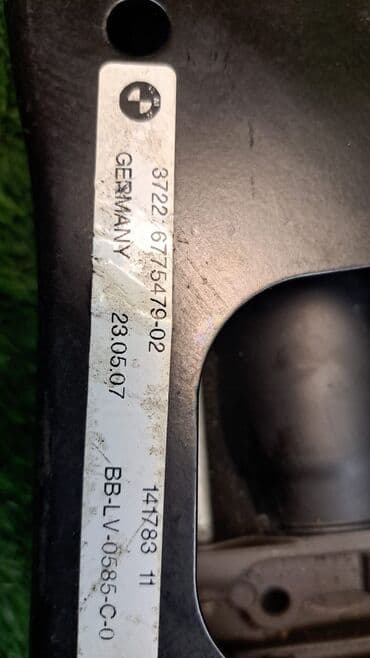 3722 6775479-02
141783 11
GERMANY 23.05.07
BB-LV-0585-C-0